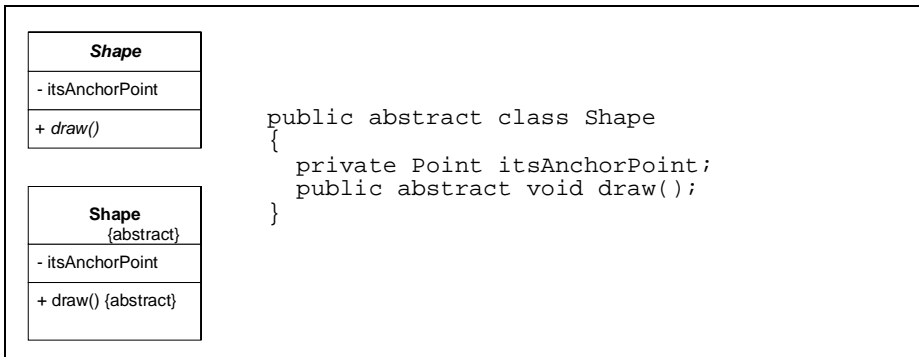 Shape
- itsAnchorPoint
+ draw()
Shape
{abstract}
- itsAnchorPoint
+ draw() {abstract}
public abstract class Shape
{
  private Point itsAnchorPoint;
  public abstract void draw();
}